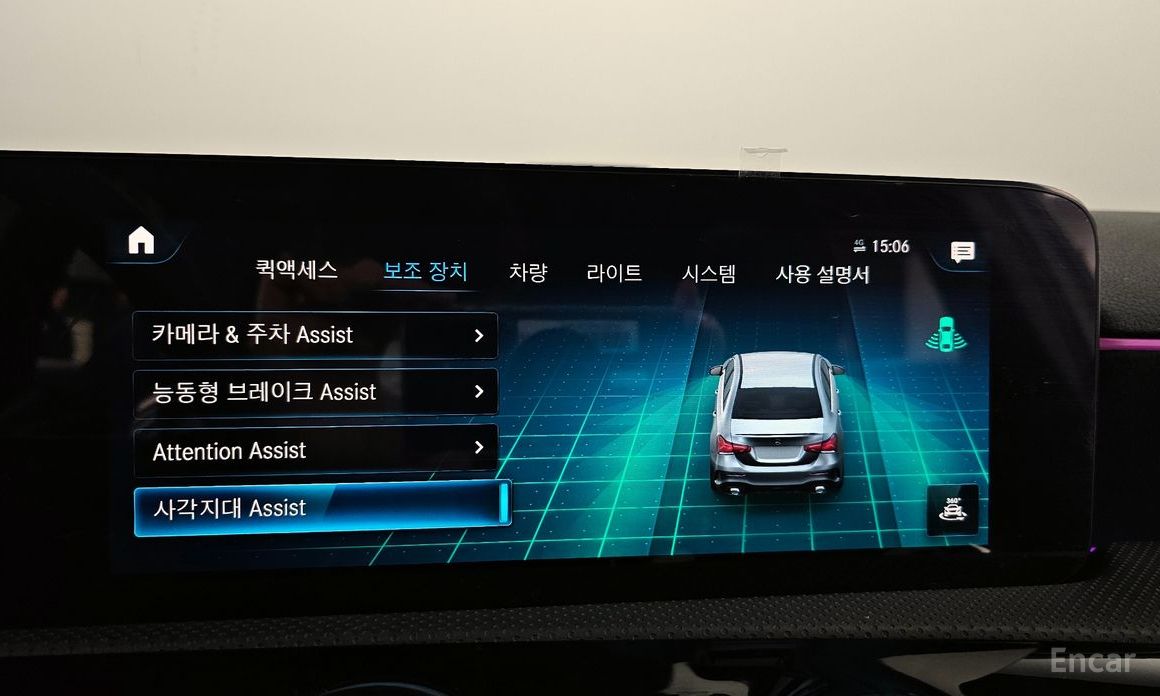 4G 15:06
퀵액세스 보조 장치 차량 라이트 시스템 사용 설명서
카메라 & 주차 Assist
능동형 브레이크 Assist
Attention Assist
사각지대 Assist
360°
Encar